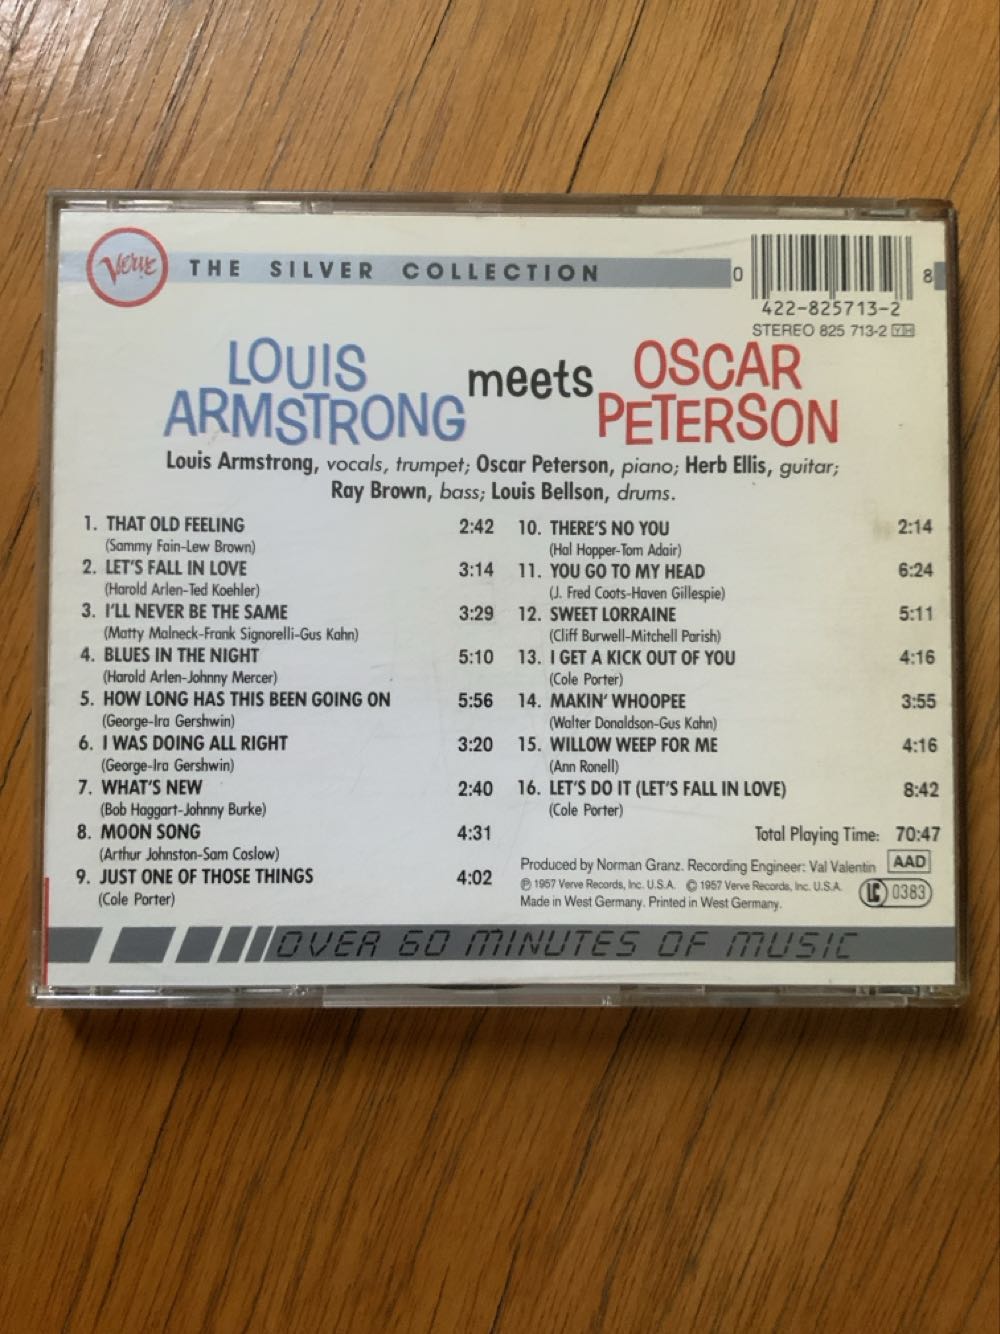 Verve
THE SILVER COLLECTION
0 8
422-825713-2
STEREO 825 713-2 YH
LOUIS ARMSTRONG meets OSCAR PETERSON
Louis Armstrong, vocals, trumpet; Oscar Peterson, piano; Herb Ellis, guitar;
Ray Brown, bass; Louis Bellson, drums.
1. THAT OLD FEELING 2:42
(Sammy Fain-Lew Brown)
2. LET'S FALL IN LOVE 3:14
(Harold Arlen-Ted Koehler)
3. I'LL NEVER BE THE SAME 3:29
(Matty Malneck-Frank Signorelli-Gus Kahn)
4. BLUES IN THE NIGHT 5:10
(Harold Arlen-Johnny Mercer)
5. HOW LONG HAS THIS BEEN GOING ON 5:56
(George-Ira Gershwin)
6. I WAS DOING ALL RIGHT 3:20
(George-Ira Gershwin)
7. WHAT'S NEW 2:40
(Bob Haggart-Johnny Burke)
8. MOON SONG 4:31
(Arthur Johnston-Sam Coslow)
9. JUST ONE OF THOSE THINGS 4:02
(Cole Porter)
10. THERE'S NO YOU 2:14
(Hal Hopper-Tom Adair)
11. YOU GO TO MY HEAD 6:24
(J. Fred Coots-Haven Gillespie)
12. SWEET LORRAINE 5:11
(Cliff Burwell-Mitchell Parish)
13. I GET A KICK OUT OF YOU 4:16
(Cole Porter)
14. MAKIN' WHOOPEE 3:55
(Walter Donaldson-Gus Kahn)
15. WILLOW WEEP FOR ME 4:16
(Ann Ronell)
16. LET'S DO IT (LET'S FALL IN LOVE) 8:42
(Cole Porter)
Total Playing Time: 70:47
Produced by Norman Granz. Recording Engineer: Val Valentin AAD
℗ 1957 Verve Records, Inc. U.S.A. © 1957 Verve Records, Inc. U.S.A.
Made in West Germany. Printed in West Germany.
LC 0383
OVER 60 MINUTES OF MUSIC